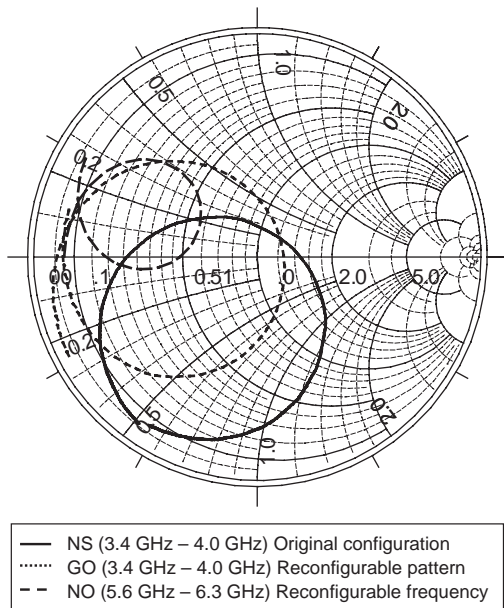 1.0
0.5
2.0
0.2
00 .1 0.51 .0 2.0 5.0
0.2
0.5
2.0
1.0
NS (3.4 GHz – 4.0 GHz) Original configuration
GO (3.4 GHz – 4.0 GHz) Reconfigurable pattern
NO (5.6 GHz – 6.3 GHz) Reconfigurable frequency